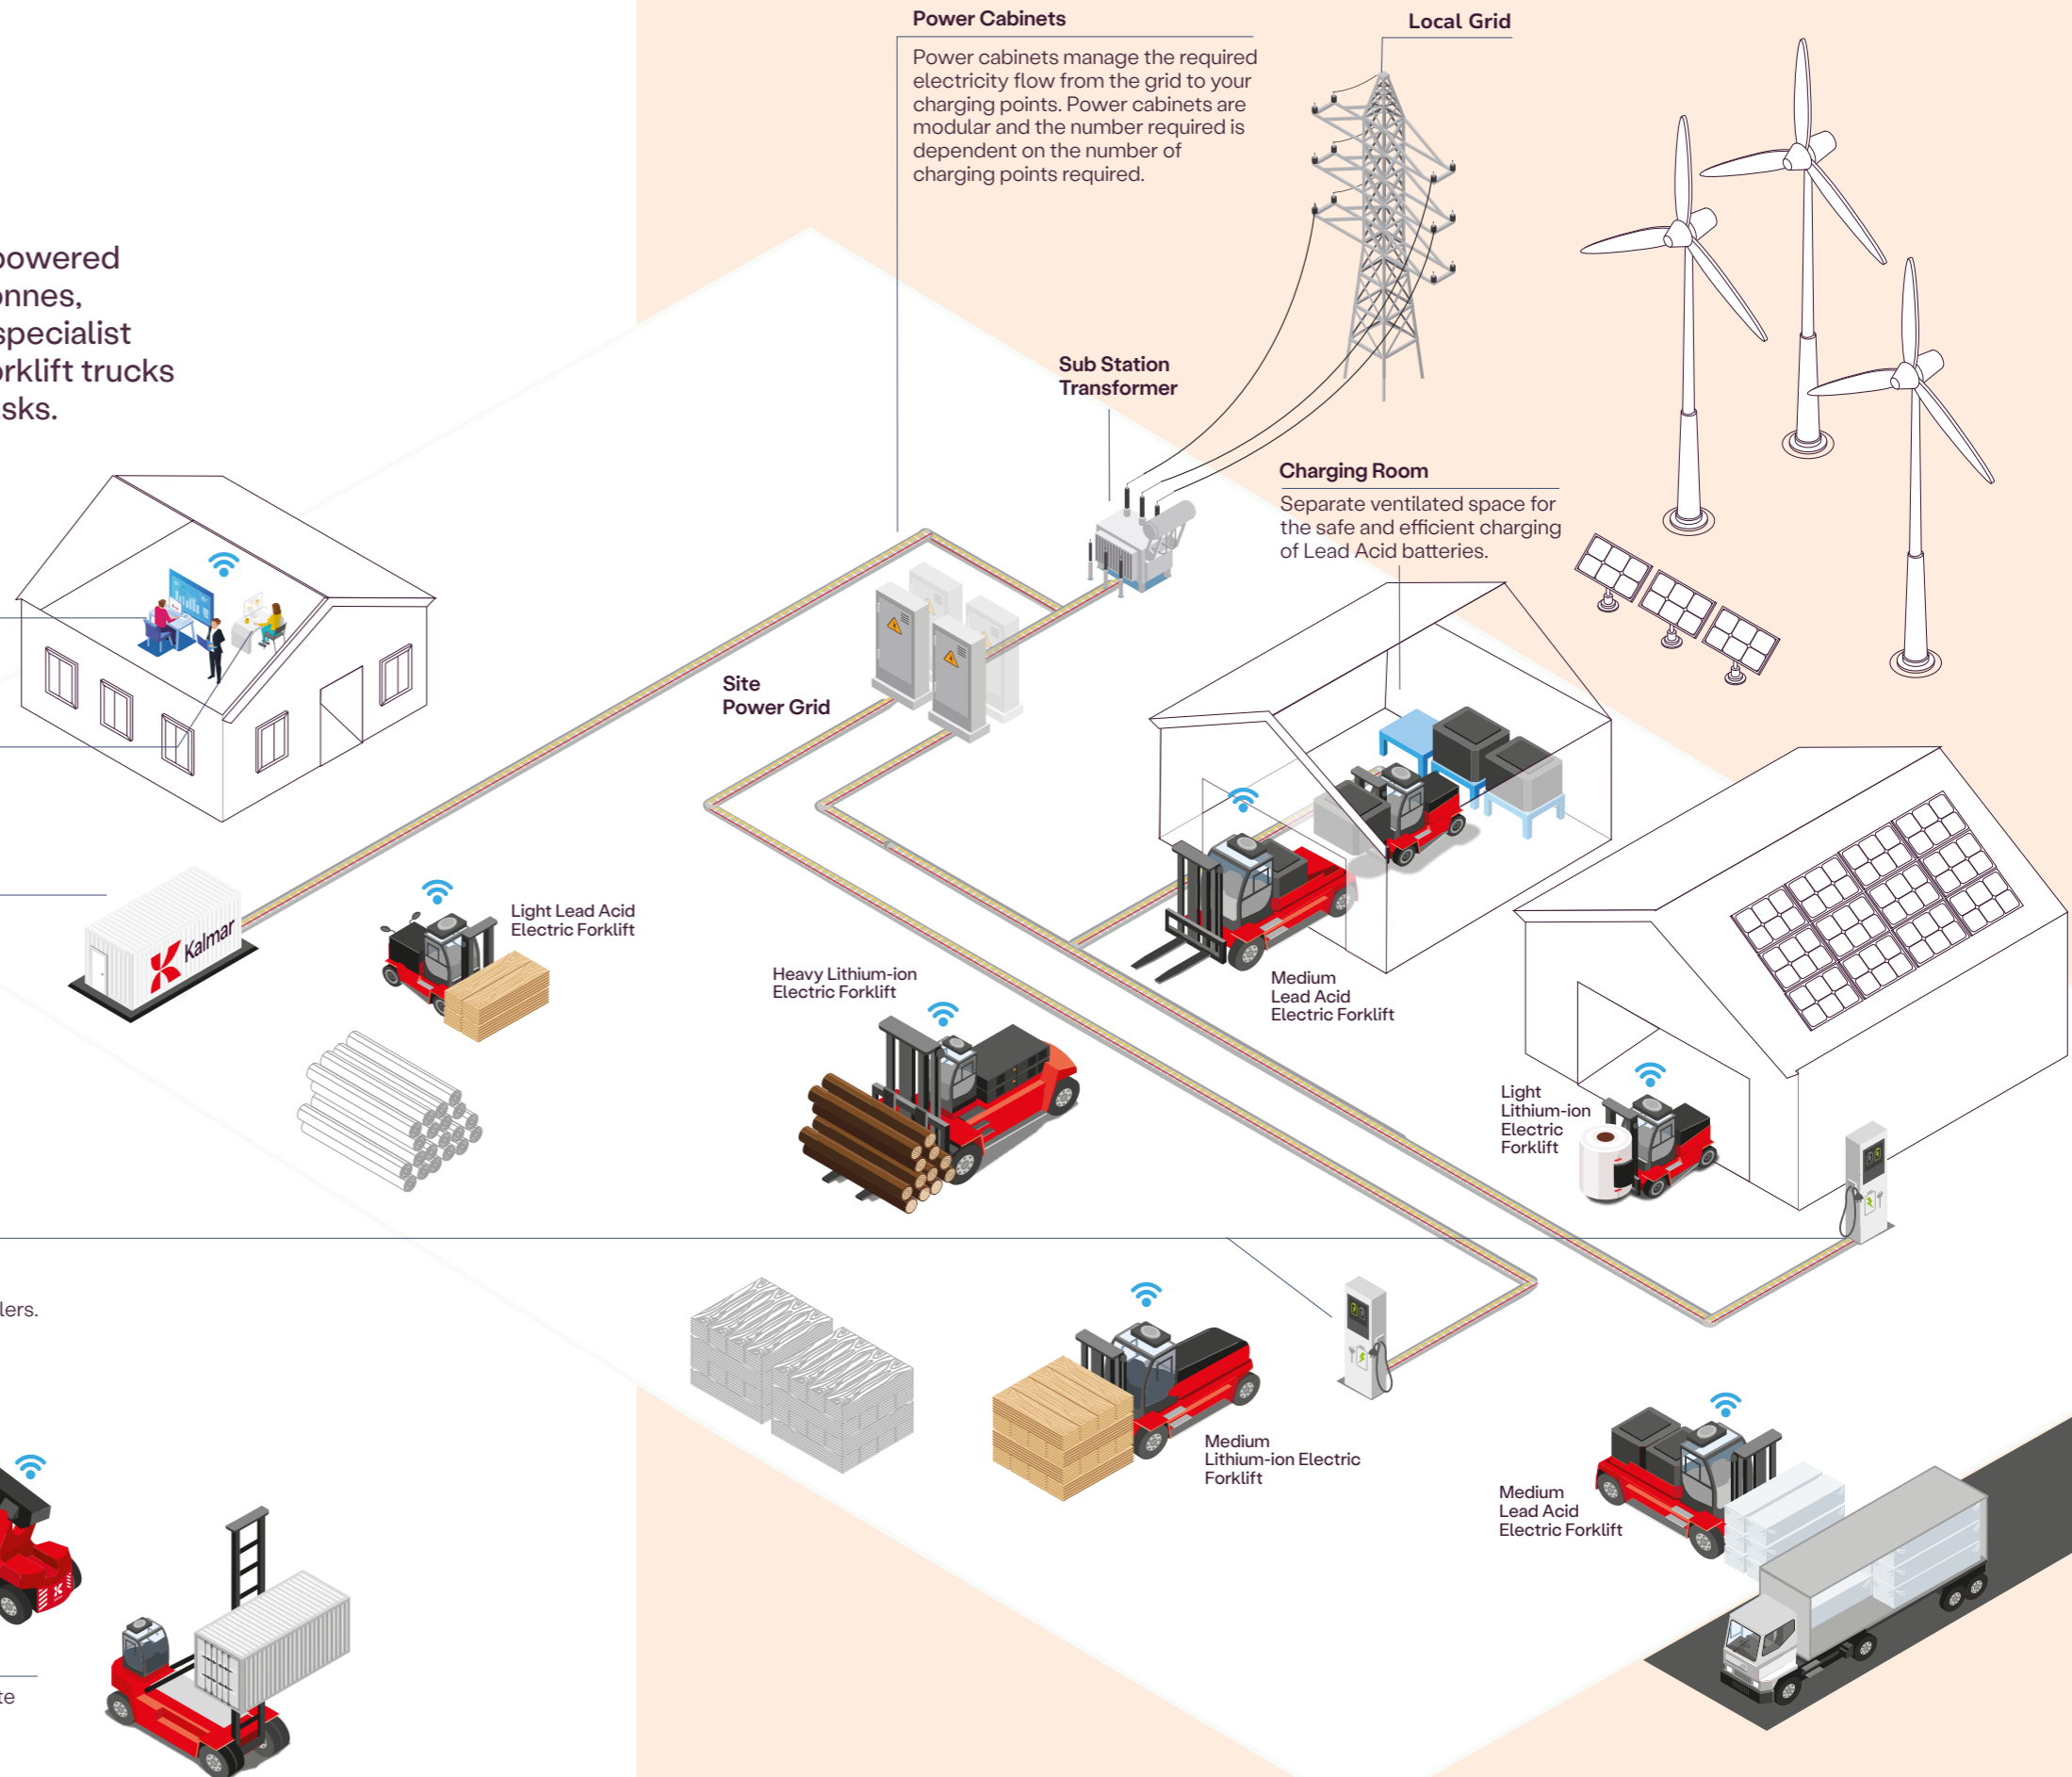 Power Cabinets
Power cabinets manage the required
electricity flow from the grid to your
charging points. Power cabinets are
modular and the number required is
dependent on the number of
charging points required.
Local Grid
powered
onnes,
specialist
orklift trucks
sks.
Sub Station
Transformer
Charging Room
Separate ventilated space for
the safe and efficient charging
of Lead Acid batteries.
Site
Power Grid
Kalmar
Light Lead Acid
Electric Forklift
Heavy Lithium-ion
Electric Forklift
Medium
Lead Acid
Electric Forklift
Light
Lithium-ion
Electric
Forklift
lers.
Medium
Lithium-ion Electric
Forklift
Medium
Lead Acid
Electric Forklift
te